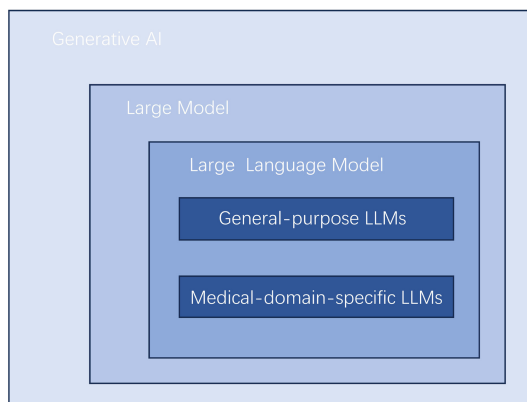 Generative AI
Large Model
Large Language Model
General-purpose LLMs
Medical-domain-specific LLMs